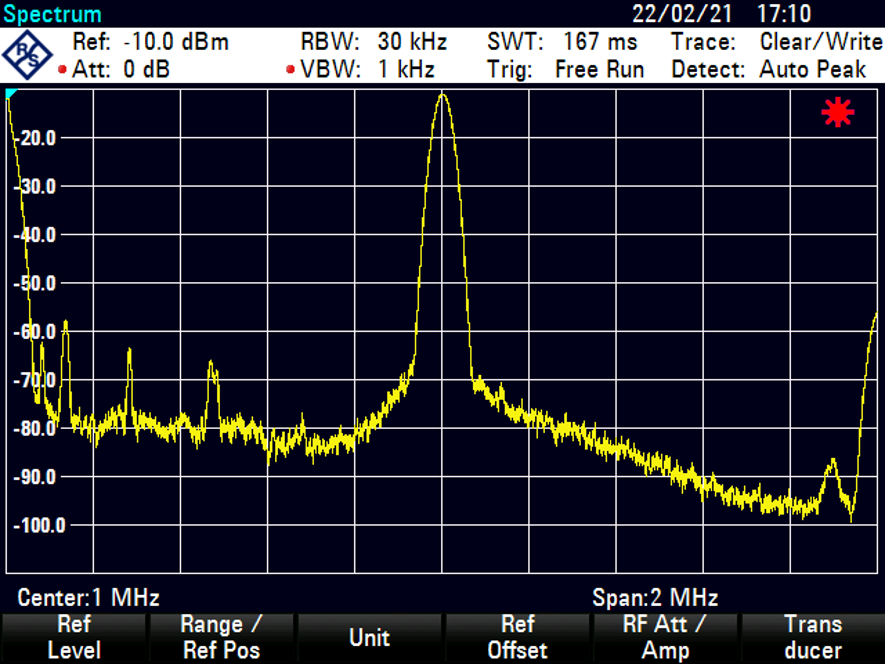 Spectrum 22/02/21 17:10
R&S
Ref: -10.0 dBm RBW: 30 kHz SWT: 167 ms Trace: Clear/Write
Att: 0 dB VBW: 1 kHz Trig: Free Run Detect: Auto Peak
-20.0
-30.0
-40.0
-50.0
-60.0
-70.0
-80.0
-90.0
-100.0
Center:1 MHz Span:2 MHz
Ref Range / Unit Ref RF Att / Trans
Level Ref Pos Offset Amp ducer